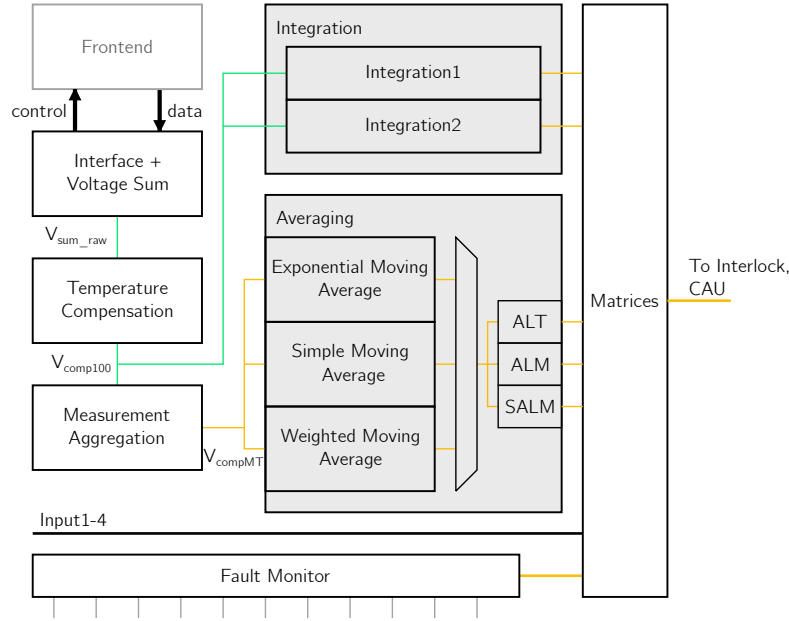 Frontend
control
data
Interface +
Voltage Sum
Vsum_raw
Temperature
Compensation
Vcomp100
Measurement
Aggregation
VcompMT
Integration
Integration1
Integration2
Averaging
Exponential Moving
Average
Simple Moving
Average
Weighted Moving
Average
ALT
ALM
SALM
Matrices
To Interlock,
CAU
Input1-4
Fault Monitor